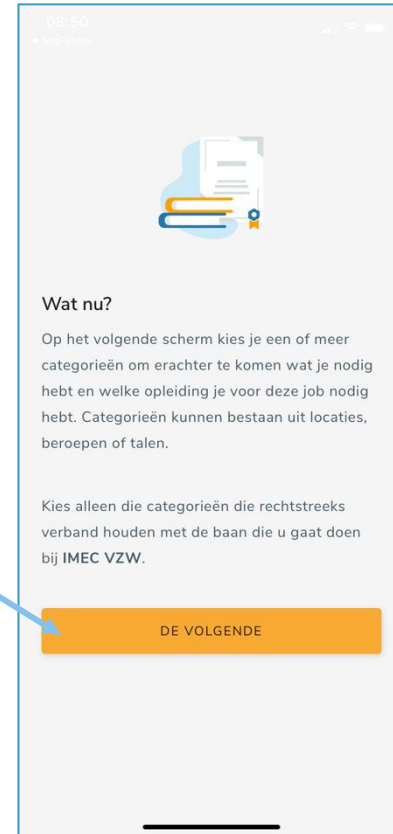 08:50
◂ App Store
Wat nu?
Op het volgende scherm kies je een of meer
categorieën om erachter te komen wat je nodig
hebt en welke opleiding je voor deze job nodig
hebt. Categorieën kunnen bestaan uit locaties,
beroepen of talen.
Kies alleen die categorieën die rechtstreeks
verband houden met de baan die u gaat doen
bij IMEC VZW.
DE VOLGENDE